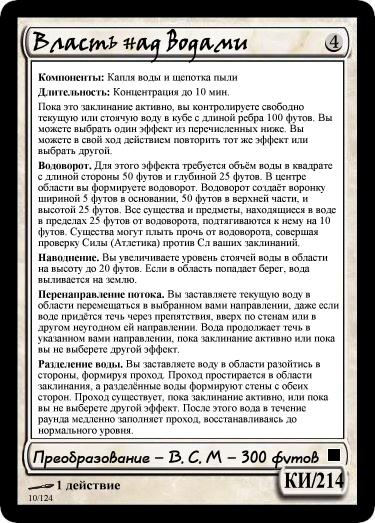 Власть над водами
4
Компоненты: Капля воды и щепотка пыли
Длительность: Концентрация до 10 мин.
Пока это заклинание активно, вы контролируете свободно
текущую или стоячую воду в кубе с длиной ребра 100 футов. Вы
можете выбрать один эффект из перечисленных ниже. Вы
можете в свой ход действием повторить тот же эффект или
выбрать другой.
Водоворот. Для этого эффекта требуется объём воды в квадрате
с длиной стороны 50 футов и глубиной 25 футов. В центре
области вы формируете водоворот. Водоворот создаёт воронку
шириной 5 футов в основании, 50 футов в верхней части, и
высотой 25 футов. Все существа и предметы, находящиеся в воде
в пределах 25 футов от водоворота, подтягиваются к нему на 10
футов. Существа могут плыть прочь от водоворота, совершая
проверку Силы (Атлетика) против Сл ваших заклинаний.
Наводнение. Вы увеличиваете уровень стоячей воды в области
на высоту до 20 футов. Если в область попадает берег, вода
выливается на землю.
Перенаправление потока. Вы заставляете текущую воду в
области перемещаться в выбранном вами направлении, даже если
воде придётся течь через препятствия, вверх по стенам или в
другом неугодном ей направлении. Вода продолжает течь в
указанном вами направлении, пока заклинание активно или пока
вы не выберете другой эффект.
Разделение воды. Вы заставляете воду в области разойтись в
стороны, формируя проход. Проход простирается в области
заклинания, а разделённые воды формируют стены с обеих
сторон. Проход существует, пока заклинание активно, или пока
вы не выберете другой эффект. После этого вода в течение
раунда медленно заполняет проход, восстанавливаясь до
нормального уровня.
Преобразование – В, С, М – 300 футов
КИ/214
1 действие
10/124